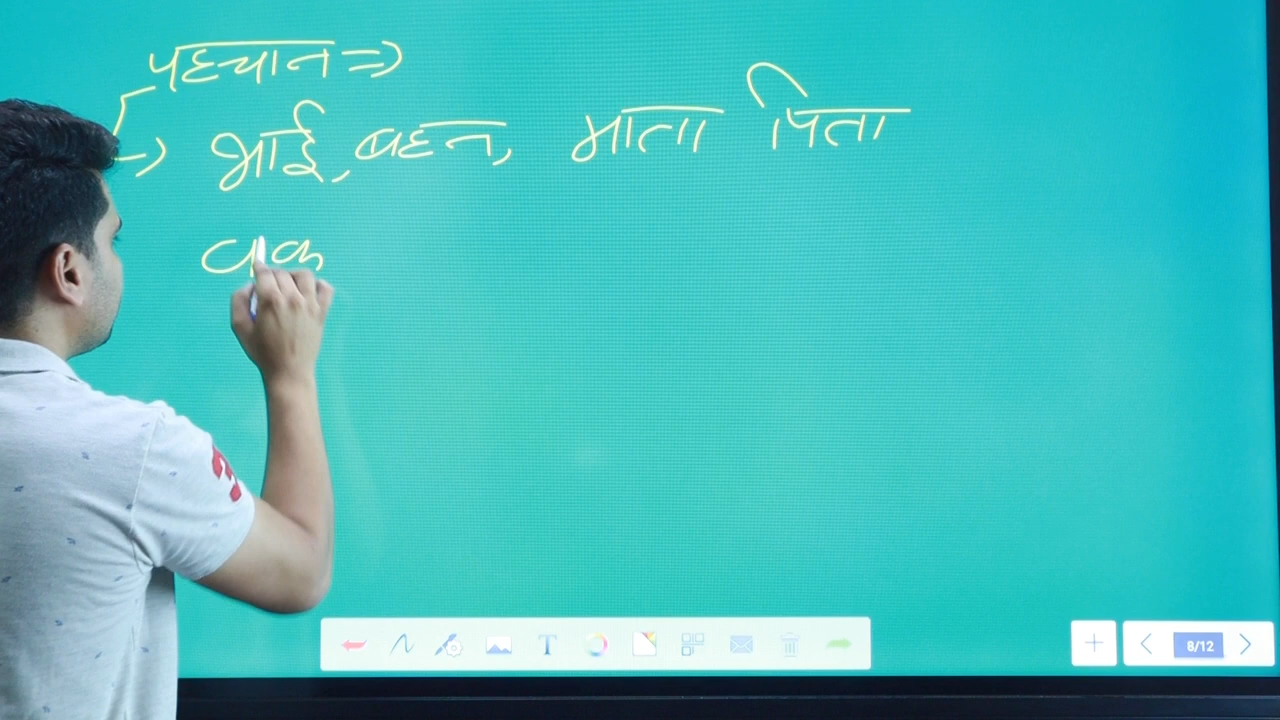 पहचान =>
-> भाई, बहन, माता पिता
T
8/12